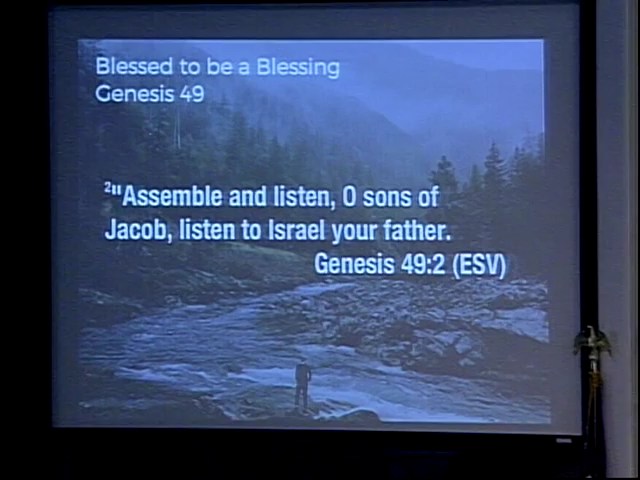 Blessed to be a Blessing
Genesis 49
²"Assemble and listen, O sons of
Jacob, listen to Israel your father.
Genesis 49:2 (ESV)